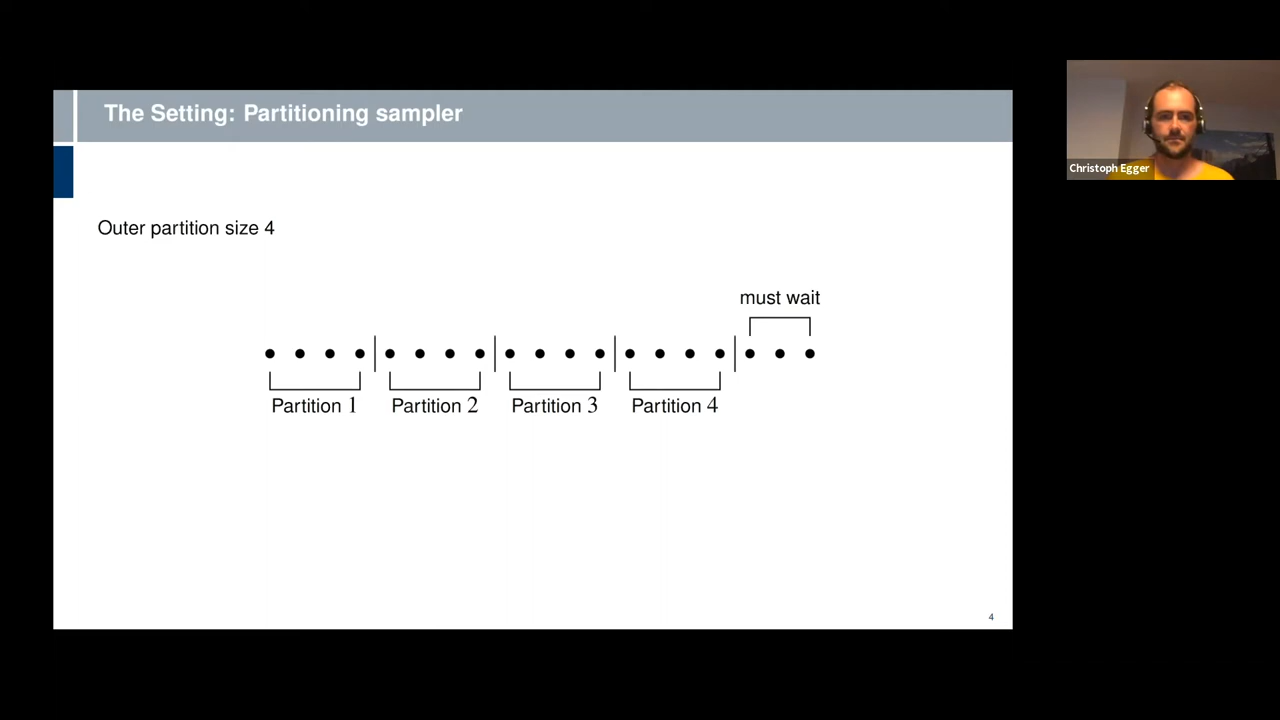 The Setting: Partitioning sampler
Christoph Egger
Outer partition size 4
must wait
Partition 1 Partition 2 Partition 3 Partition 4
4